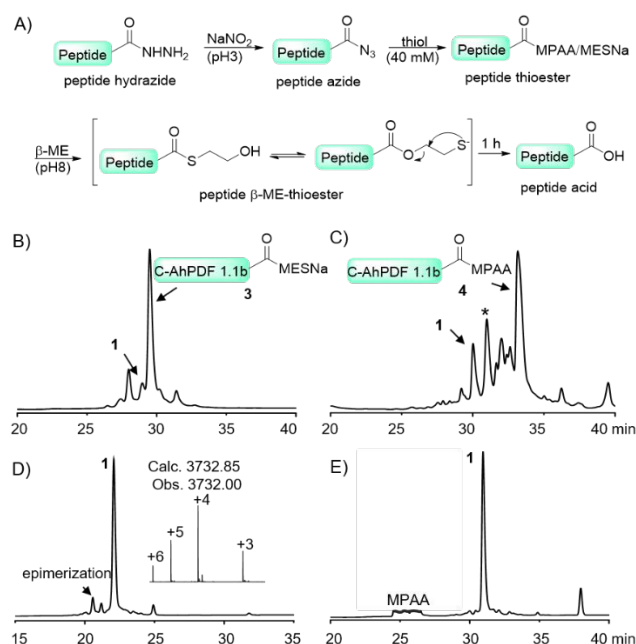 A)
O
Peptide NHNH2
peptide hydrazide
NaNO2
(pH3)
O
Peptide N3
peptide azide
thiol
(40 mM)
O
Peptide MPAA/MESNa
peptide thioester
β-ME
(pH8)
O
Peptide S OH
O
Peptide O S-
peptide β-ME-thioester
1 h
O
Peptide OH
peptide acid
B)
O
C-AhPDF 1.1b MESNa
3
1
20 25 30 35 40
C)
O
C-AhPDF 1.1b MPAA
4
1
*
20 25 30 35 40 min
D)
1
Calc. 3732.85
Obs. 3732.00
+4
+5
+6
+3
epimerization
15 20 25 30 35
E)
1
MPAA
20 25 30 35 40 min